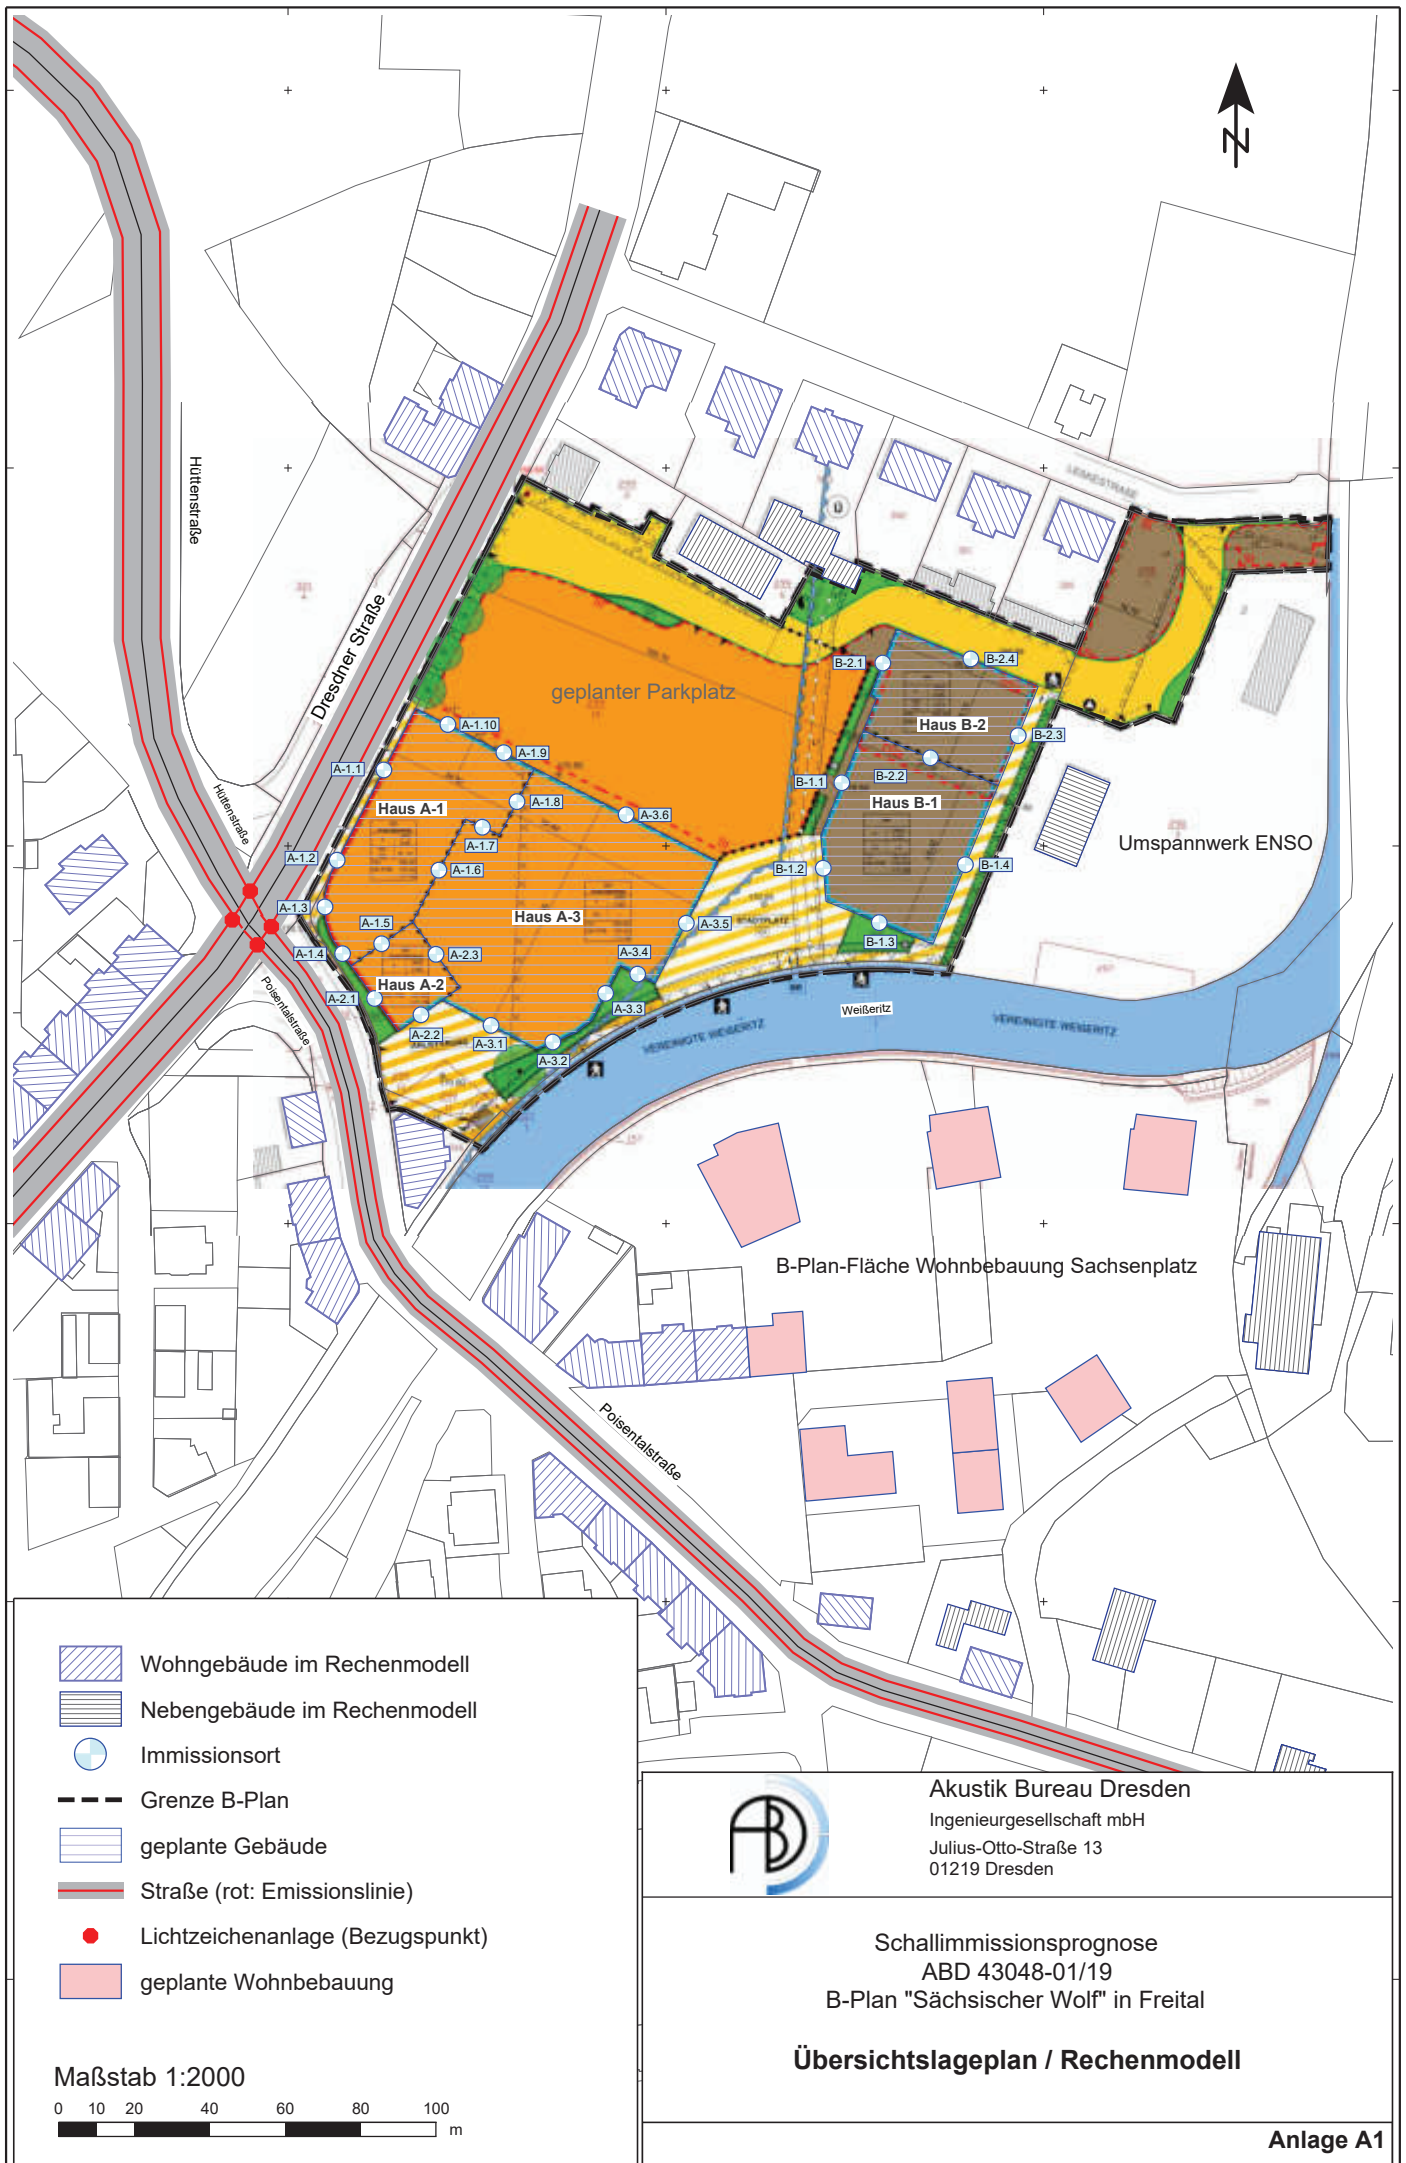 N
Hüttenstraße
LEßKESTRAßE
Ü
Dresdner Straße
geplanter Parkplatz
B-2.1
B-2.4
A-1.10
Haus B-2
A-1.9
B-2.3
A-1.1
B-1.1
B-2.2
A-1.8
Haus A-1
Haus B-1
Hüttenstraße
A-3.6
A-1.7
Umspannwerk ENSO
A-1.2
A-1.6
B-1.2
B-1.4
A-1.3
Haus A-3
A-1.5
A-3.5
STADTPLATZ
B-1.3
A-1.4
A-2.3
A-3.4
Haus A-2
A-2.1
A-3.3
Poisentalstraße
A-2.2
A-3.1
Weißeritz
VEREINIGTE WEIßERITZ
VEREINIGTE WEIßERITZ
A-3.2
B-Plan-Fläche Wohnbebauung Sachsenplatz
Poisentalstraße
Wohngebäude im Rechenmodell
Nebengebäude im Rechenmodell
Immissionsort
Grenze B-Plan
geplante Gebäude
Straße (rot: Emissionslinie)
Lichtzeichenanlage (Bezugspunkt)
geplante Wohnbebauung
Maßstab 1:2000
0 10 20 40 60 80 100
m
ABD
Akustik Bureau Dresden
Ingenieurgesellschaft mbH
Julius-Otto-Straße 13
01219 Dresden
Schallimmissionsprognose
ABD 43048-01/19
B-Plan "Sächsischer Wolf" in Freital
Übersichtslageplan / Rechenmodell
Anlage A1